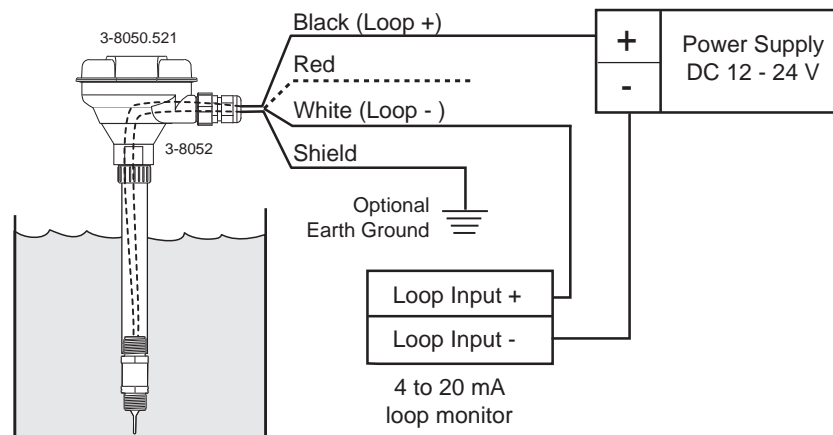 3-8050.521
3-8052
Black (Loop +)
Red
White (Loop - )
Shield
Optional
Earth Ground
+
-
Power Supply
DC 12 - 24 V
Loop Input +
Loop Input -
4 to 20 mA
loop monitor